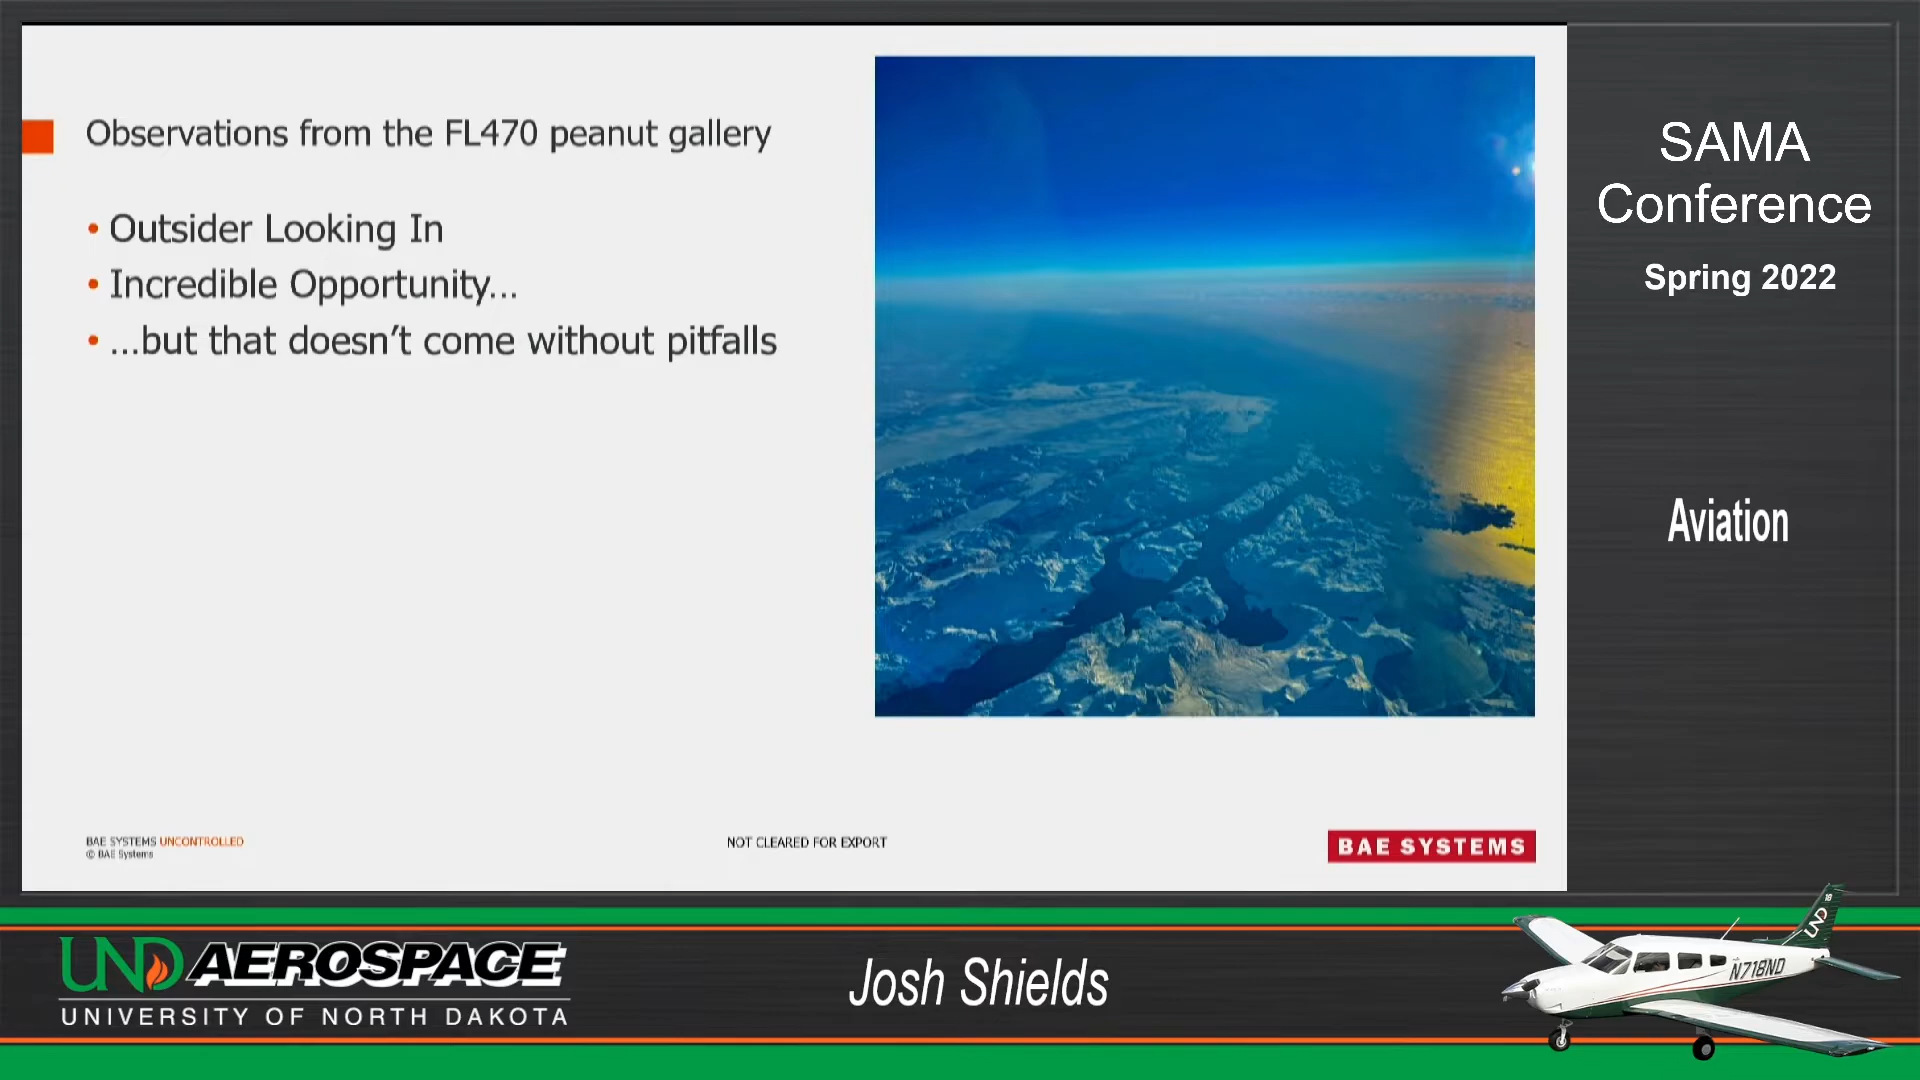 Observations from the FL470 peanut gallery
• Outsider Looking In
• Incredible Opportunity...
• ...but that doesn't come without pitfalls
BAE SYSTEMS UNCONTROLLED
© BAE Systems
NOT CLEARED FOR EXPORT
BAE SYSTEMS
SAMA
Conference
Spring 2022
Aviation
UND AEROSPACE
UNIVERSITY OF NORTH DAKOTA
Josh Shields
18
UND
N718ND